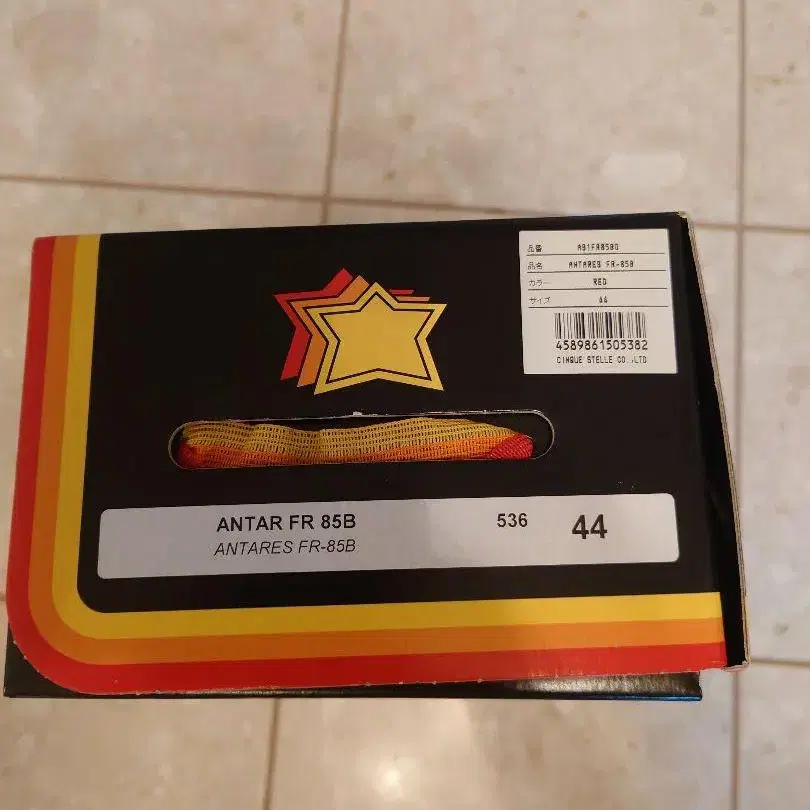 品番 AS1FR85BO
品名 ANTARES FR-85B
カラー RED
サイズ 44
4589861505382
CINQUE STELLE CO.,LTD
ANTAR FR 85B 536 44
ANTARES FR-85B